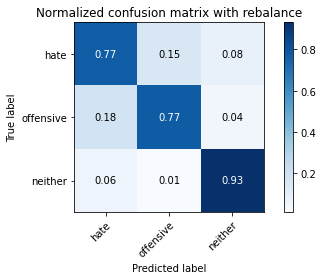 Normalized confusion matrix with rebalance
True label
hate
0.77 0.15 0.08
offensive
0.18 0.77 0.04
neither
0.06 0.01 0.93
hate
offensive
neither
Predicted label
0.8
0.6
0.4
0.2